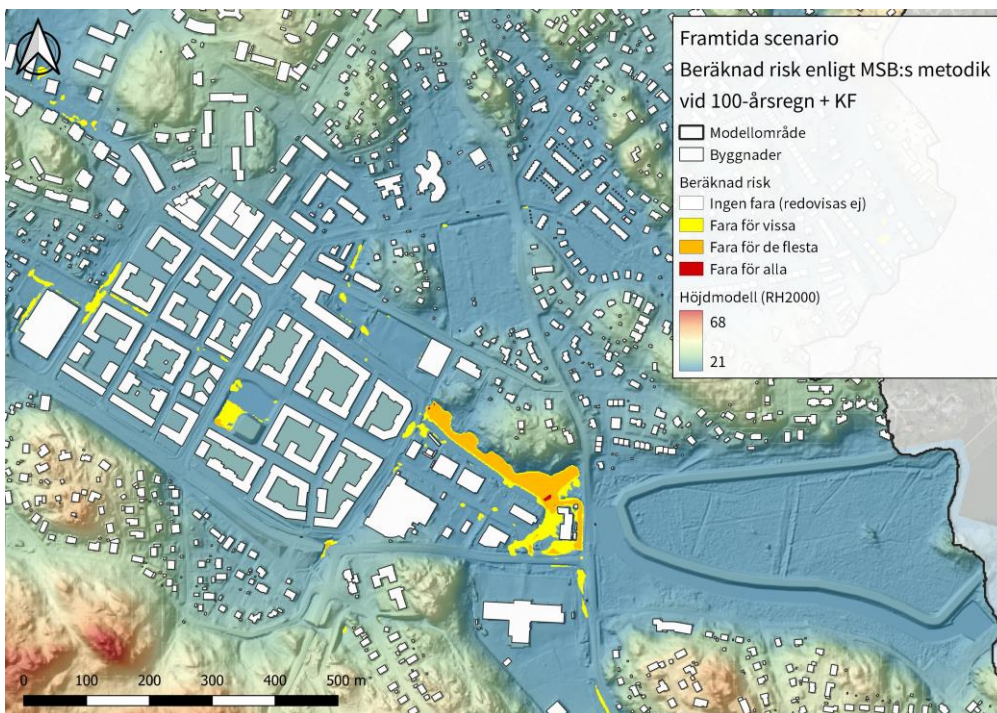 Framtida scenario
Beräknad risk enligt MSB:s metodik
vid 100-årsregn + KF
Modellområde
Byggnader
Beräknad risk
Ingen fara (redovisas ej)
Fara för vissa
Fara för de flesta
Fara för alla
Höjdmodell (RH2000)
68
21
0 100 200 300 400 500 m